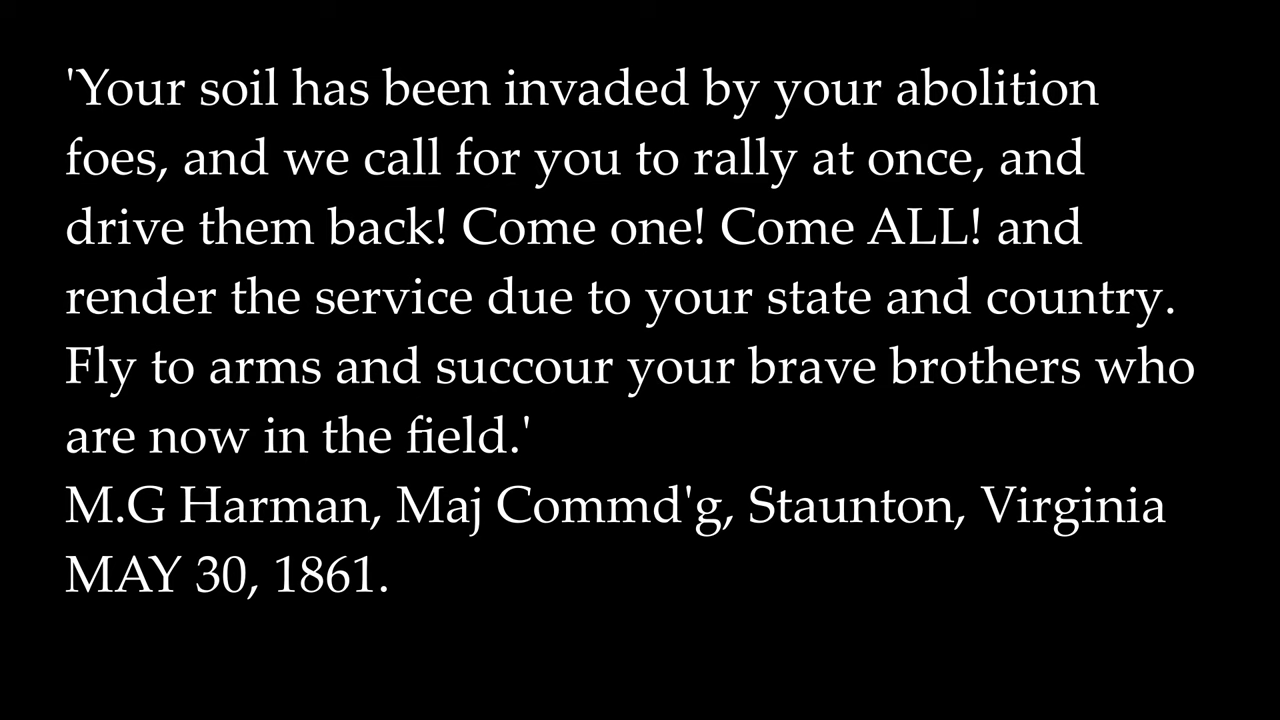 'Your soil has been invaded by your abolition
foes, and we call for you to rally at once, and
drive them back! Come one! Come ALL! and
render the service due to your state and country.
Fly to arms and succour your brave brothers who
are now in the field.'
M.G Harman, Maj Commd'g, Staunton, Virginia
MAY 30, 1861.